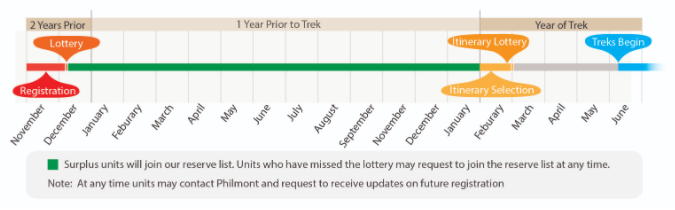 2 Years Prior
1 Year Prior to Trek
Year of Trek
Lottery
Itinerary Lottery
Treks Begin
Registration
Itinerary Selection
November
December
January
Feburary
March
April
May
June
July
August
September
November
December
January
Feburary
March
April
May
June
Surplus units will join our reserve list. Units who have missed the lottery may request to join the reserve list at any time.
Note: At any time units may contact Philmont and request to receive updates on future registration